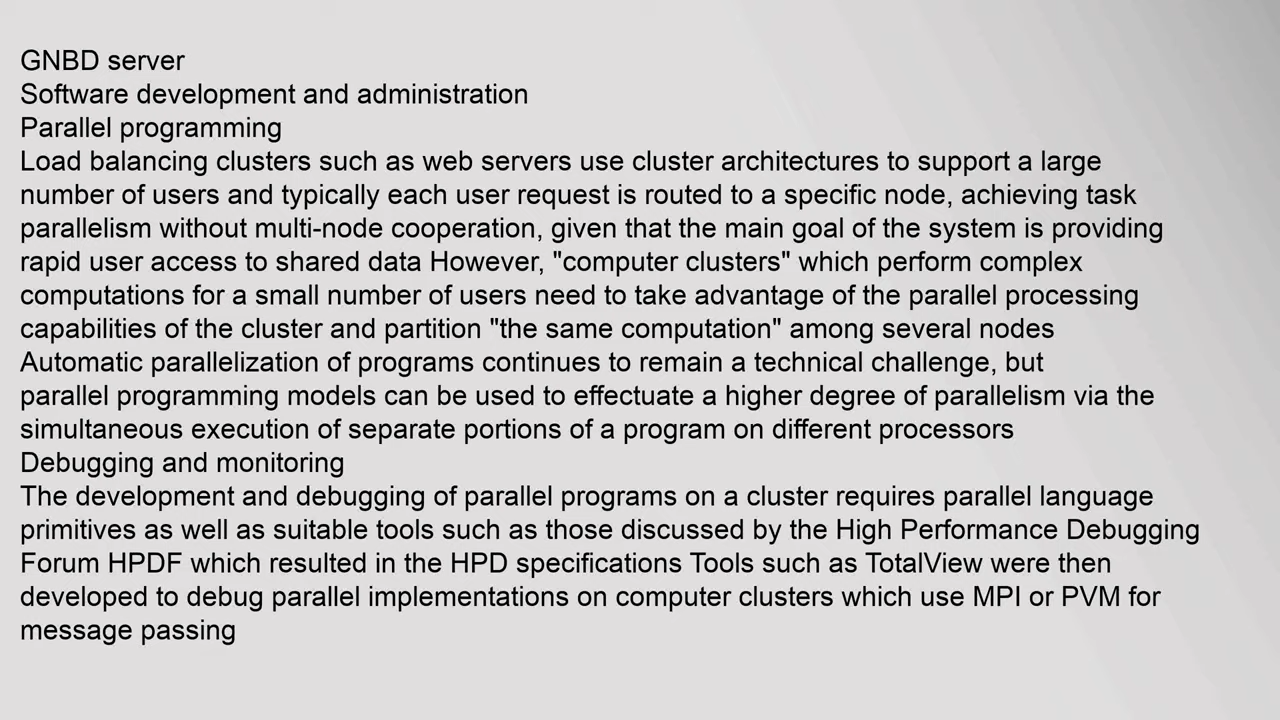 GNBD server
Software development and administration
Parallel programming
Load balancing clusters such as web servers use cluster architectures to support a large
number of users and typically each user request is routed to a specific node, achieving task
parallelism without multi-node cooperation, given that the main goal of the system is providing
rapid user access to shared data However, "computer clusters" which perform complex
computations for a small number of users need to take advantage of the parallel processing
capabilities of the cluster and partition "the same computation" among several nodes
Automatic parallelization of programs continues to remain a technical challenge, but
parallel programming models can be used to effectuate a higher degree of parallelism via the
simultaneous execution of separate portions of a program on different processors
Debugging and monitoring
The development and debugging of parallel programs on a cluster requires parallel language
primitives as well as suitable tools such as those discussed by the High Performance Debugging
Forum HPDF which resulted in the HPD specifications Tools such as TotalView were then
developed to debug parallel implementations on computer clusters which use MPI or PVM for
message passing